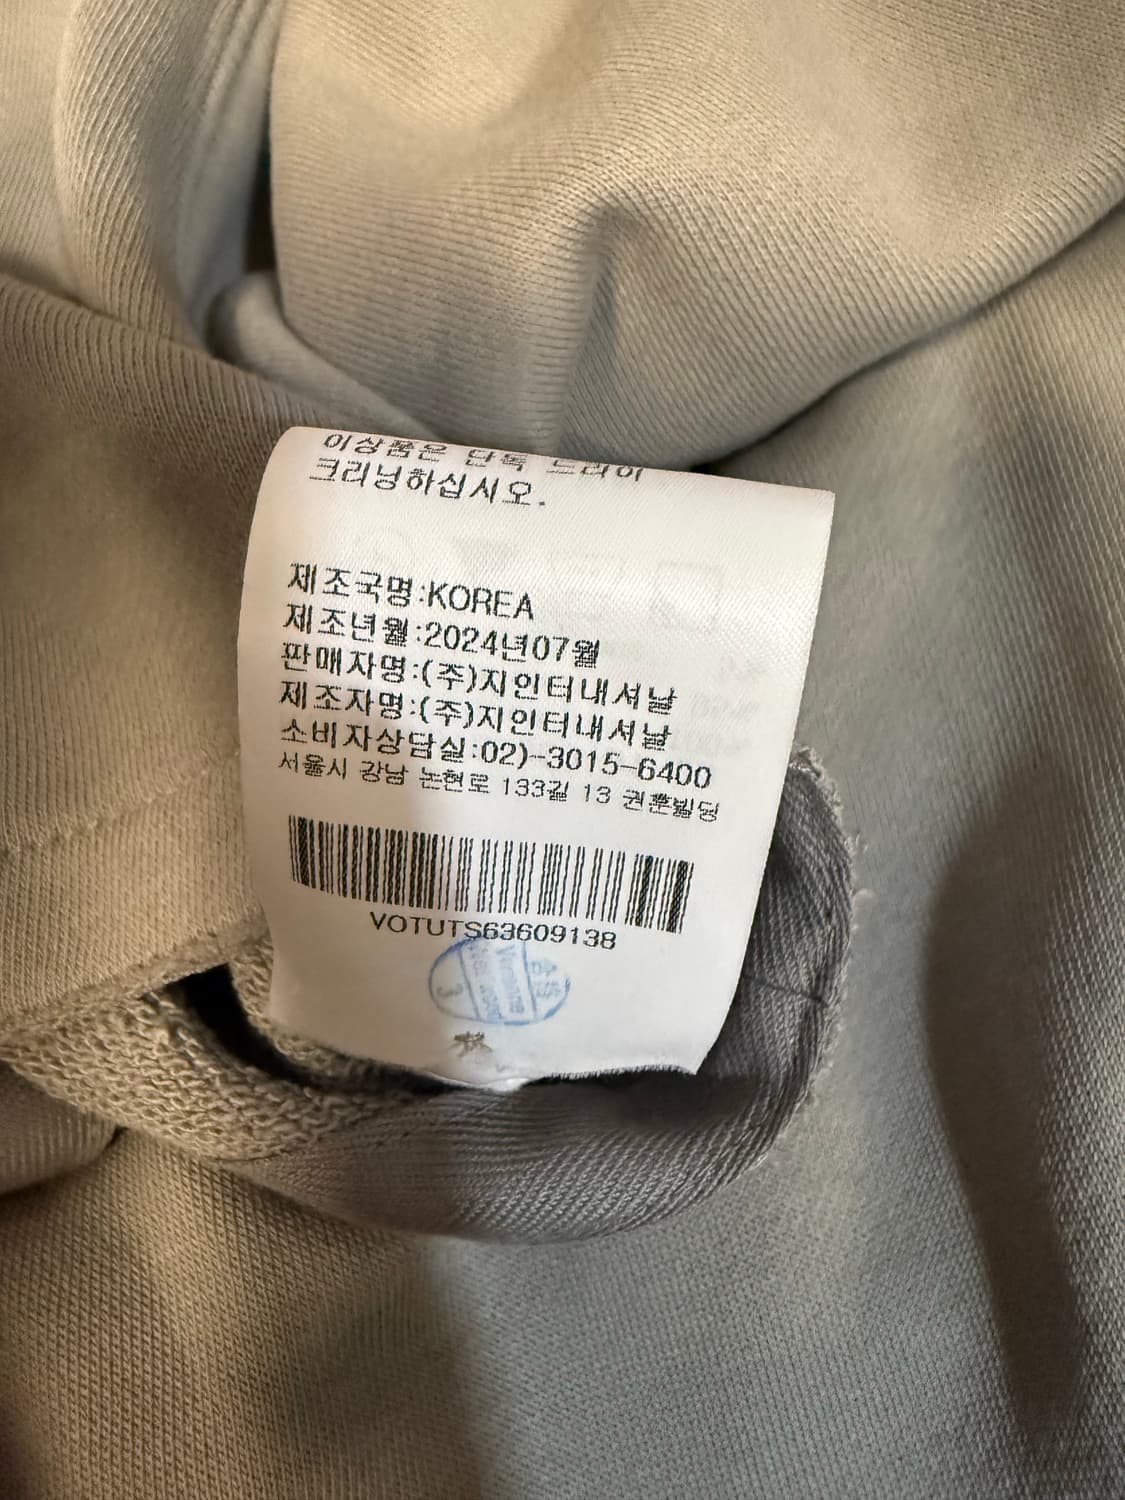 이상품은 단독 드라이
크리닝하십시오.
제조국명:KOREA
제조년월:2024년07월
판매자명:(주)지인터내셔날
제조자명:(주)지인터내셔날
소비자상담실:02)-3015-6400
서울시 강남 논현로 133길 13 권훈빌딩
VOTUTS63609138